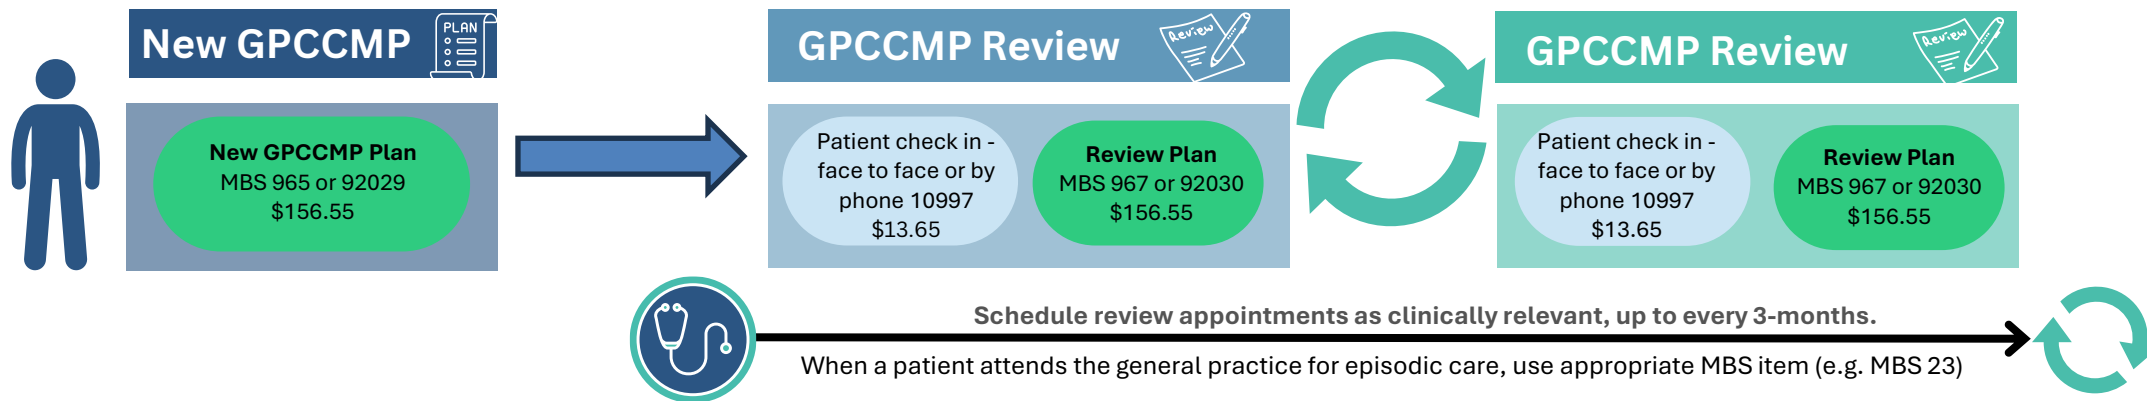 New GPCCMP
PLAN
New GPCCMP Plan
MBS 965 or 92029
$156.55
GPCCMP Review
Review
Patient check in -
face to face or by
phone 10997
$13.65
Review Plan
MBS 967 or 92030
$156.55
GPCCMP Review
Review
Patient check in -
face to face or by
phone 10997
$13.65
Review Plan
MBS 967 or 92030
$156.55
Schedule review appointments as clinically relevant, up to every 3-months.
When a patient attends the general practice for episodic care, use appropriate MBS item (e.g. MBS 23)